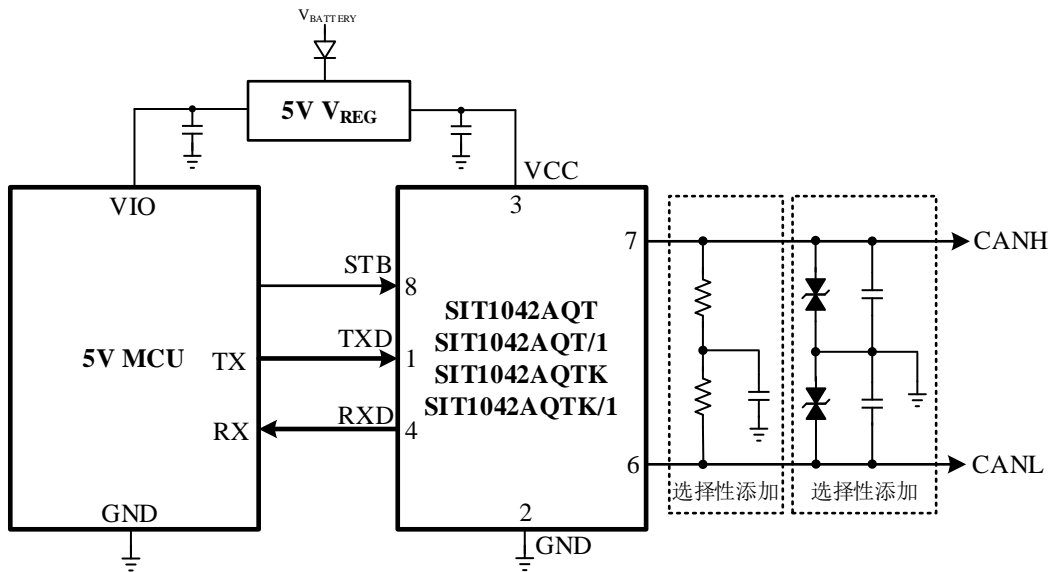 VBATTERY
5V VREG
VCC
VIO
3
7
CANH
STB
8
SIT1042AQT
SIT1042AQT/1
SIT1042AQTK
SIT1042AQTK/1
5V MCU
TX
TXD
1
RX
RXD
4
6
CANL
选择性添加
选择性添加
GND
2
GND